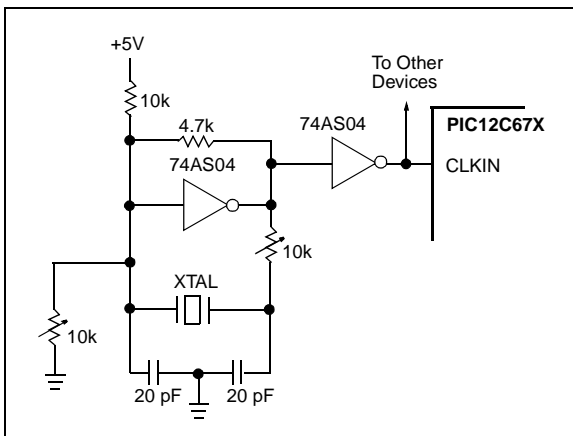 +5V
To Other
Devices
10k
4.7k
74AS04
PIC12C67X
74AS04
CLKIN
10k
XTAL
10k
20 pF
20 pF